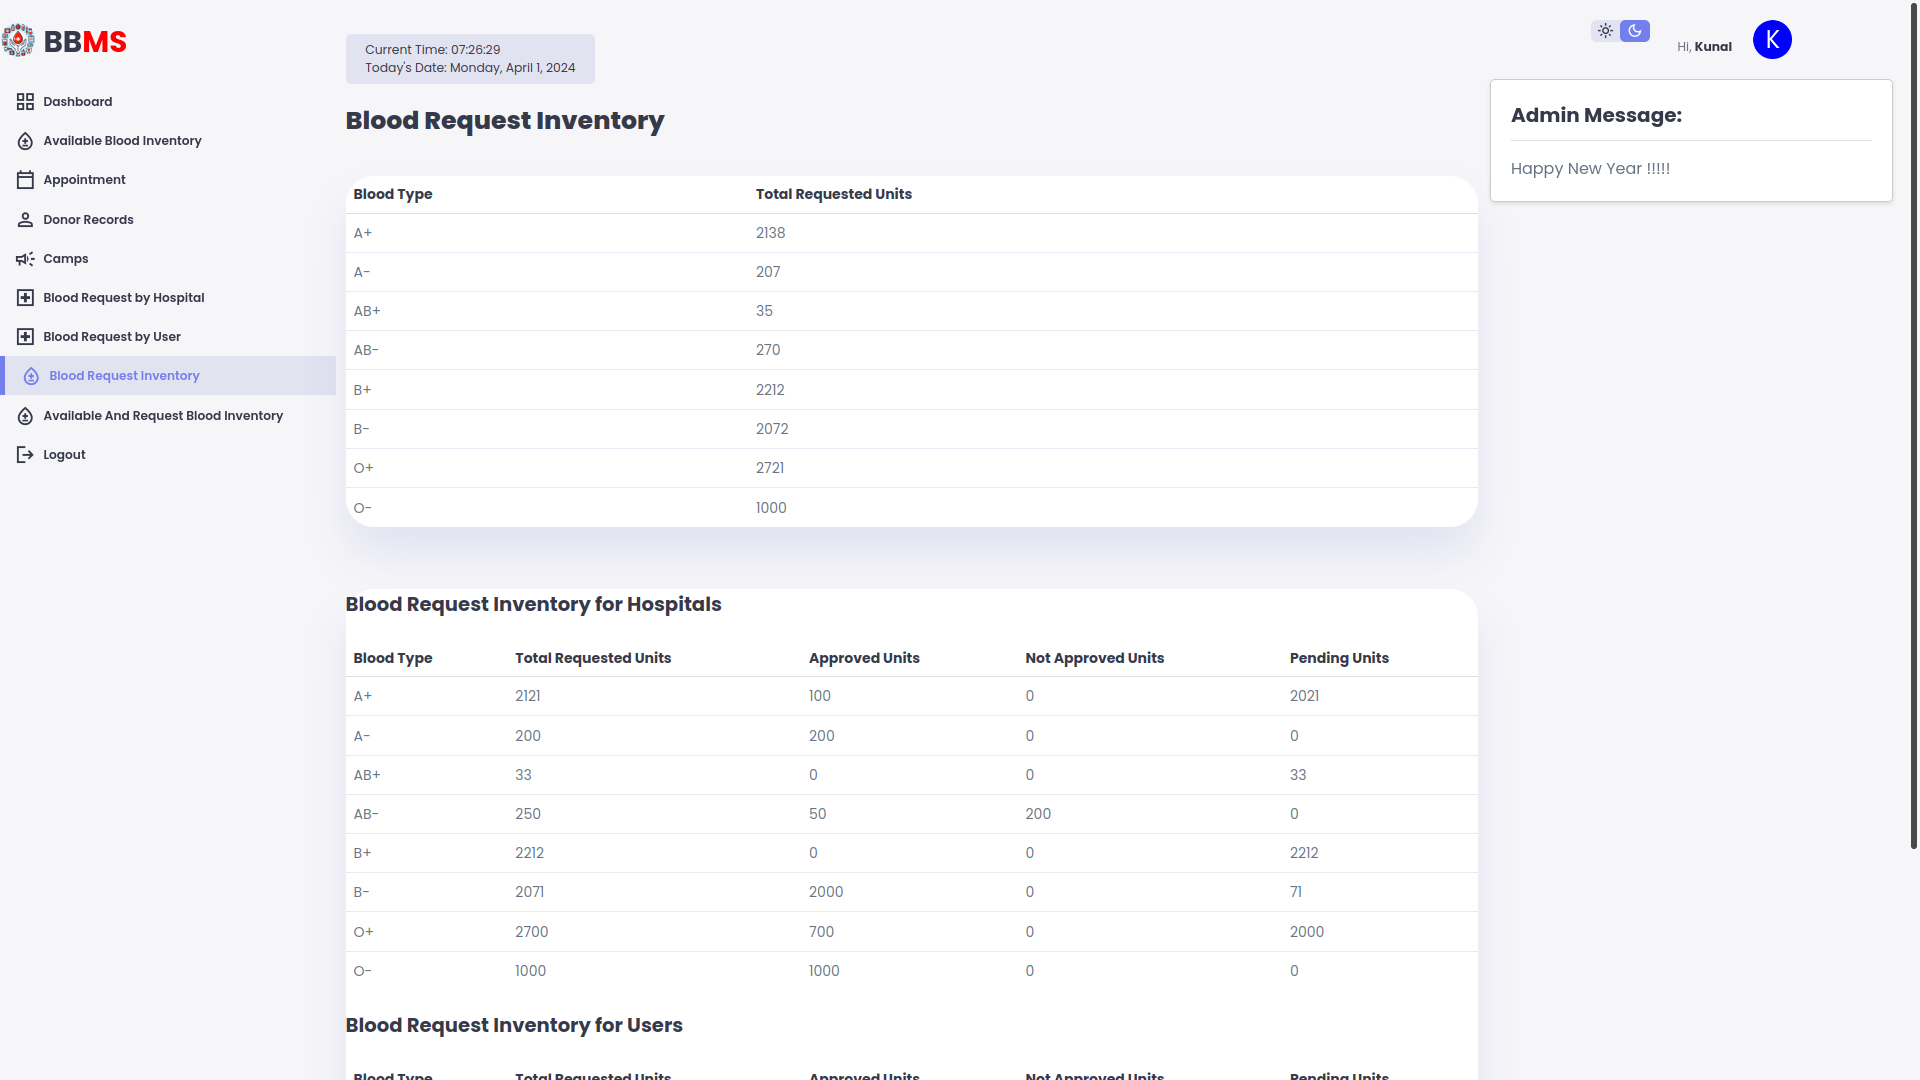 BBMS
Dashboard
Available Blood Inventory
Appointment
Donor Records
Camps
Blood Request by Hospital
Blood Request by User
Blood Request Inventory
Available And Request Blood Inventory
Logout
Current Time: 07:26:29
Today's Date: Monday, April 1, 2024
Hi, Kunal
K
Admin Message:
Happy New Year !!!!!
Blood Request Inventory
Blood Type Total Requested Units
A+ 2138
A- 207
AB+ 35
AB- 270
B+ 2212
B- 2072
O+ 2721
O- 1000
Blood Request Inventory for Hospitals
Blood Type Total Requested Units Approved Units Not Approved Units Pending Units
A+ 2121 100 0 2021
A- 200 200 0 0
AB+ 33 0 0 33
AB- 250 50 200 0
B+ 2212 0 0 2212
B- 2071 2000 0 71
O+ 2700 700 0 2000
O- 1000 1000 0 0
Blood Request Inventory for Users
Blood Type Total Requested Units Approved Units Not Approved Units Pending Units